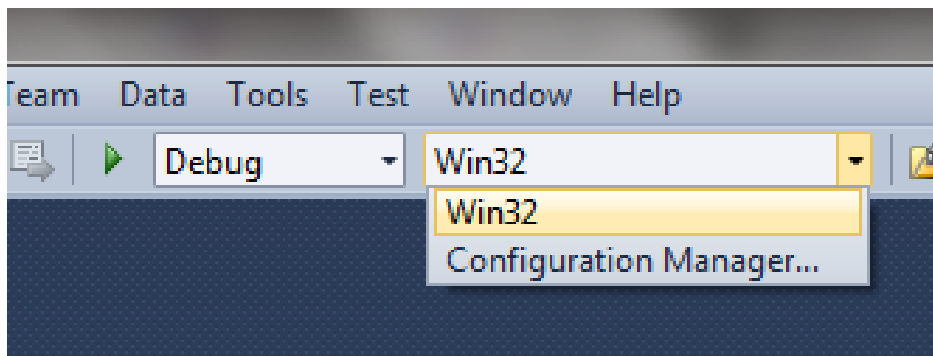 Team Data Tools Test Window Help
Debug Win32
Win32
Configuration Manager...